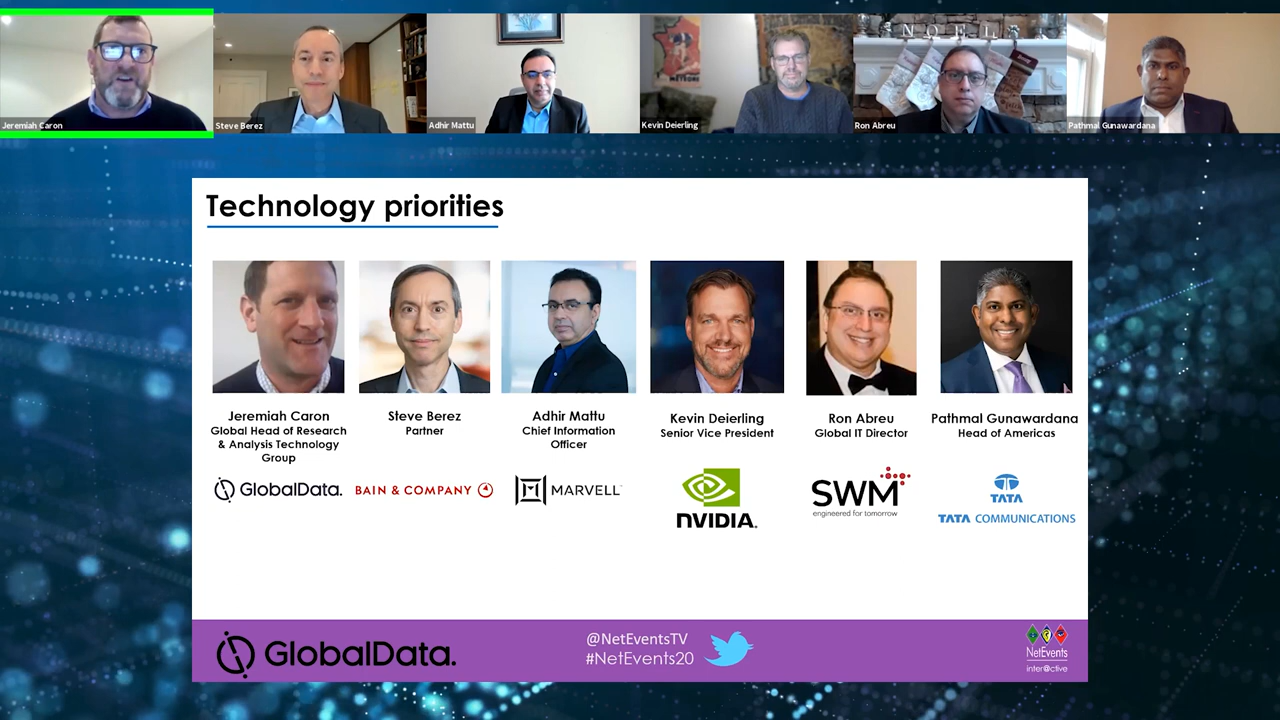 NOEL
Jeremiah Caron
Steve Berez
Adhir Mattu
Kevin Deierling
Ron Abreu
Pathmal Gunawardana
Technology priorities
Jeremiah Caron
Global Head of Research
& Analysis Technology
Group
GlobalData.
Steve Berez
Partner
BAIN & COMPANY
Adhir Mattu
Chief Information
Officer
MARVELL
Kevin Deierling
Senior Vice President
NVIDIA.
Ron Abreu
Global IT Director
SWM
engineered for tomorrow
Pathmal Gunawardana
Head of Americas
TATA
TATA COMMUNICATIONS
GlobalData.
@NetEventsTV
#NetEvents20
NetEvents
inter@ctive